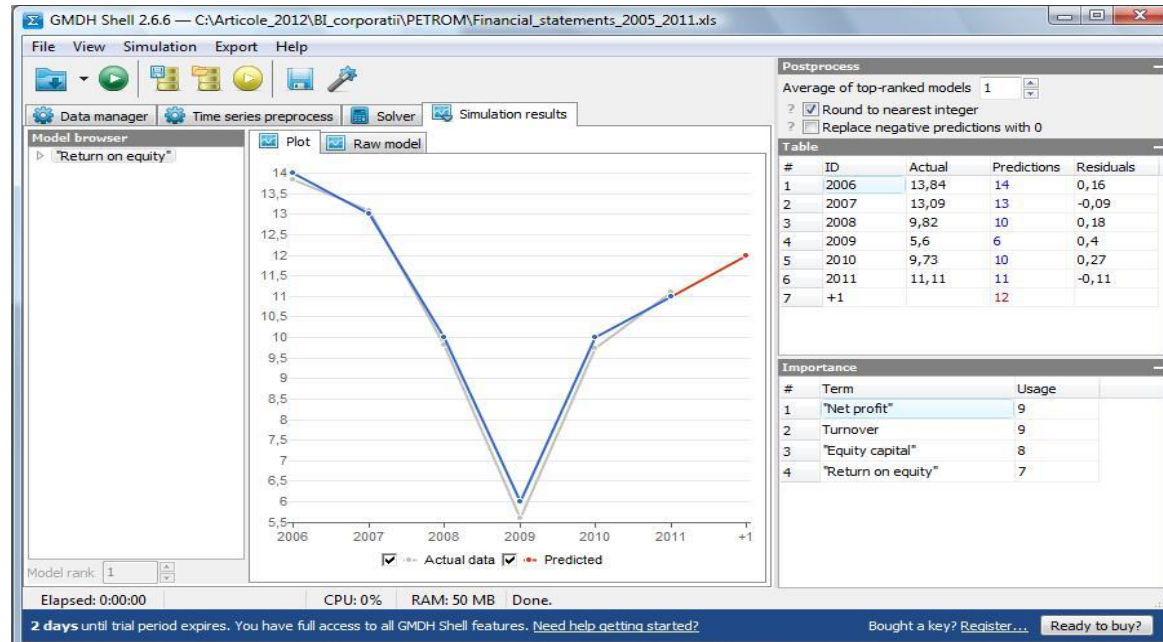 GMDH Shell 2.6.6 — C:\Articole_2012\BI_corporatii\PETROM\Financial_statements_2005_2011.xls
File View Simulation Export Help
Data manager Time series preprocess Solver Simulation results
Model browser
"Return on equity"
Model rank 1
Plot Raw model
14
13,5
13
12,5
12
11,5
11
10,5
10
9,5
9
8,5
8
7,5
7
6,5
6
5,5
2006 2007 2008 2009 2010 2011 +1
Actual data Predicted
Postprocess
Average of top-ranked models 1
? Round to nearest integer
? Replace negative predictions with 0
Table
# ID Actual Predictions Residuals
1 2006 13,84 14 0,16
2 2007 13,09 13 -0,09
3 2008 9,82 10 0,18
4 2009 5,6 6 0,4
5 2010 9,73 10 0,27
6 2011 11,11 11 -0,11
7 +1 12
Importance
# Term Usage
1 "Net profit" 9
2 Turnover 9
3 "Equity capital" 8
4 "Return on equity" 7
Elapsed: 0:00:00 CPU: 0% RAM: 50 MB Done.
2 days until trial period expires. You have full access to all GMDH Shell features. Need help getting started? Bought a key? Register... Ready to buy?